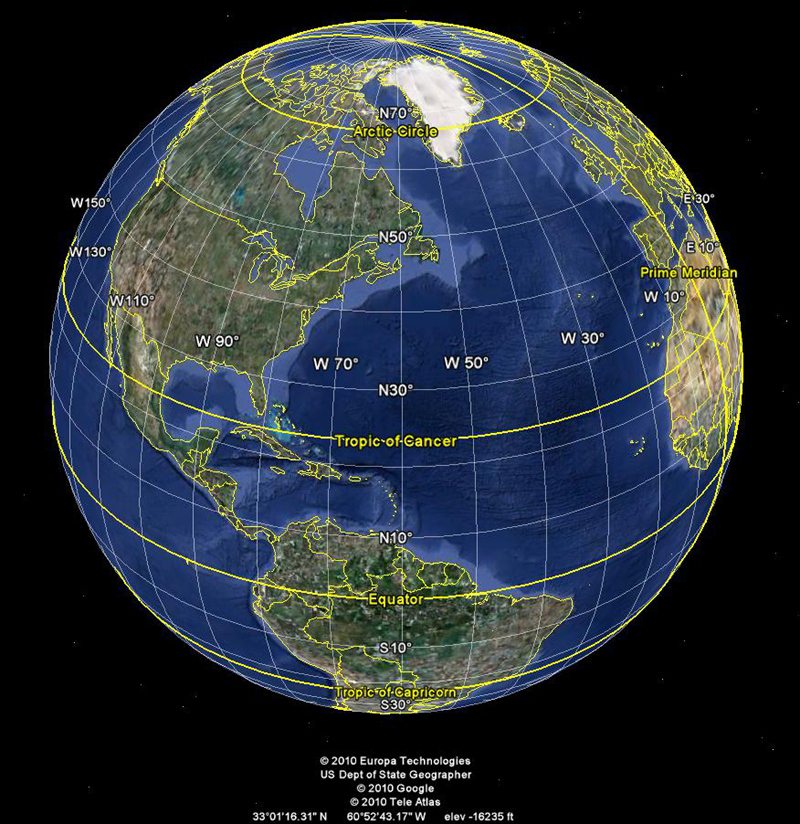 N70°
Arctic Circle
W150°
E 30°
N50°
E 10°
W130°
Prime Meridian
W110°
W 10°
W 90°
W 30°
W 70°
W 50°
N30°
Tropic of Cancer
N10°
Equator
S10°
Tropic of Capricorn
S30°
© 2010 Europa Technologies
US Dept of State Geographer
© 2010 Google
© 2010 Tele Atlas
33°01'16.31" N 60°52'43.17" W elev -16235 ft